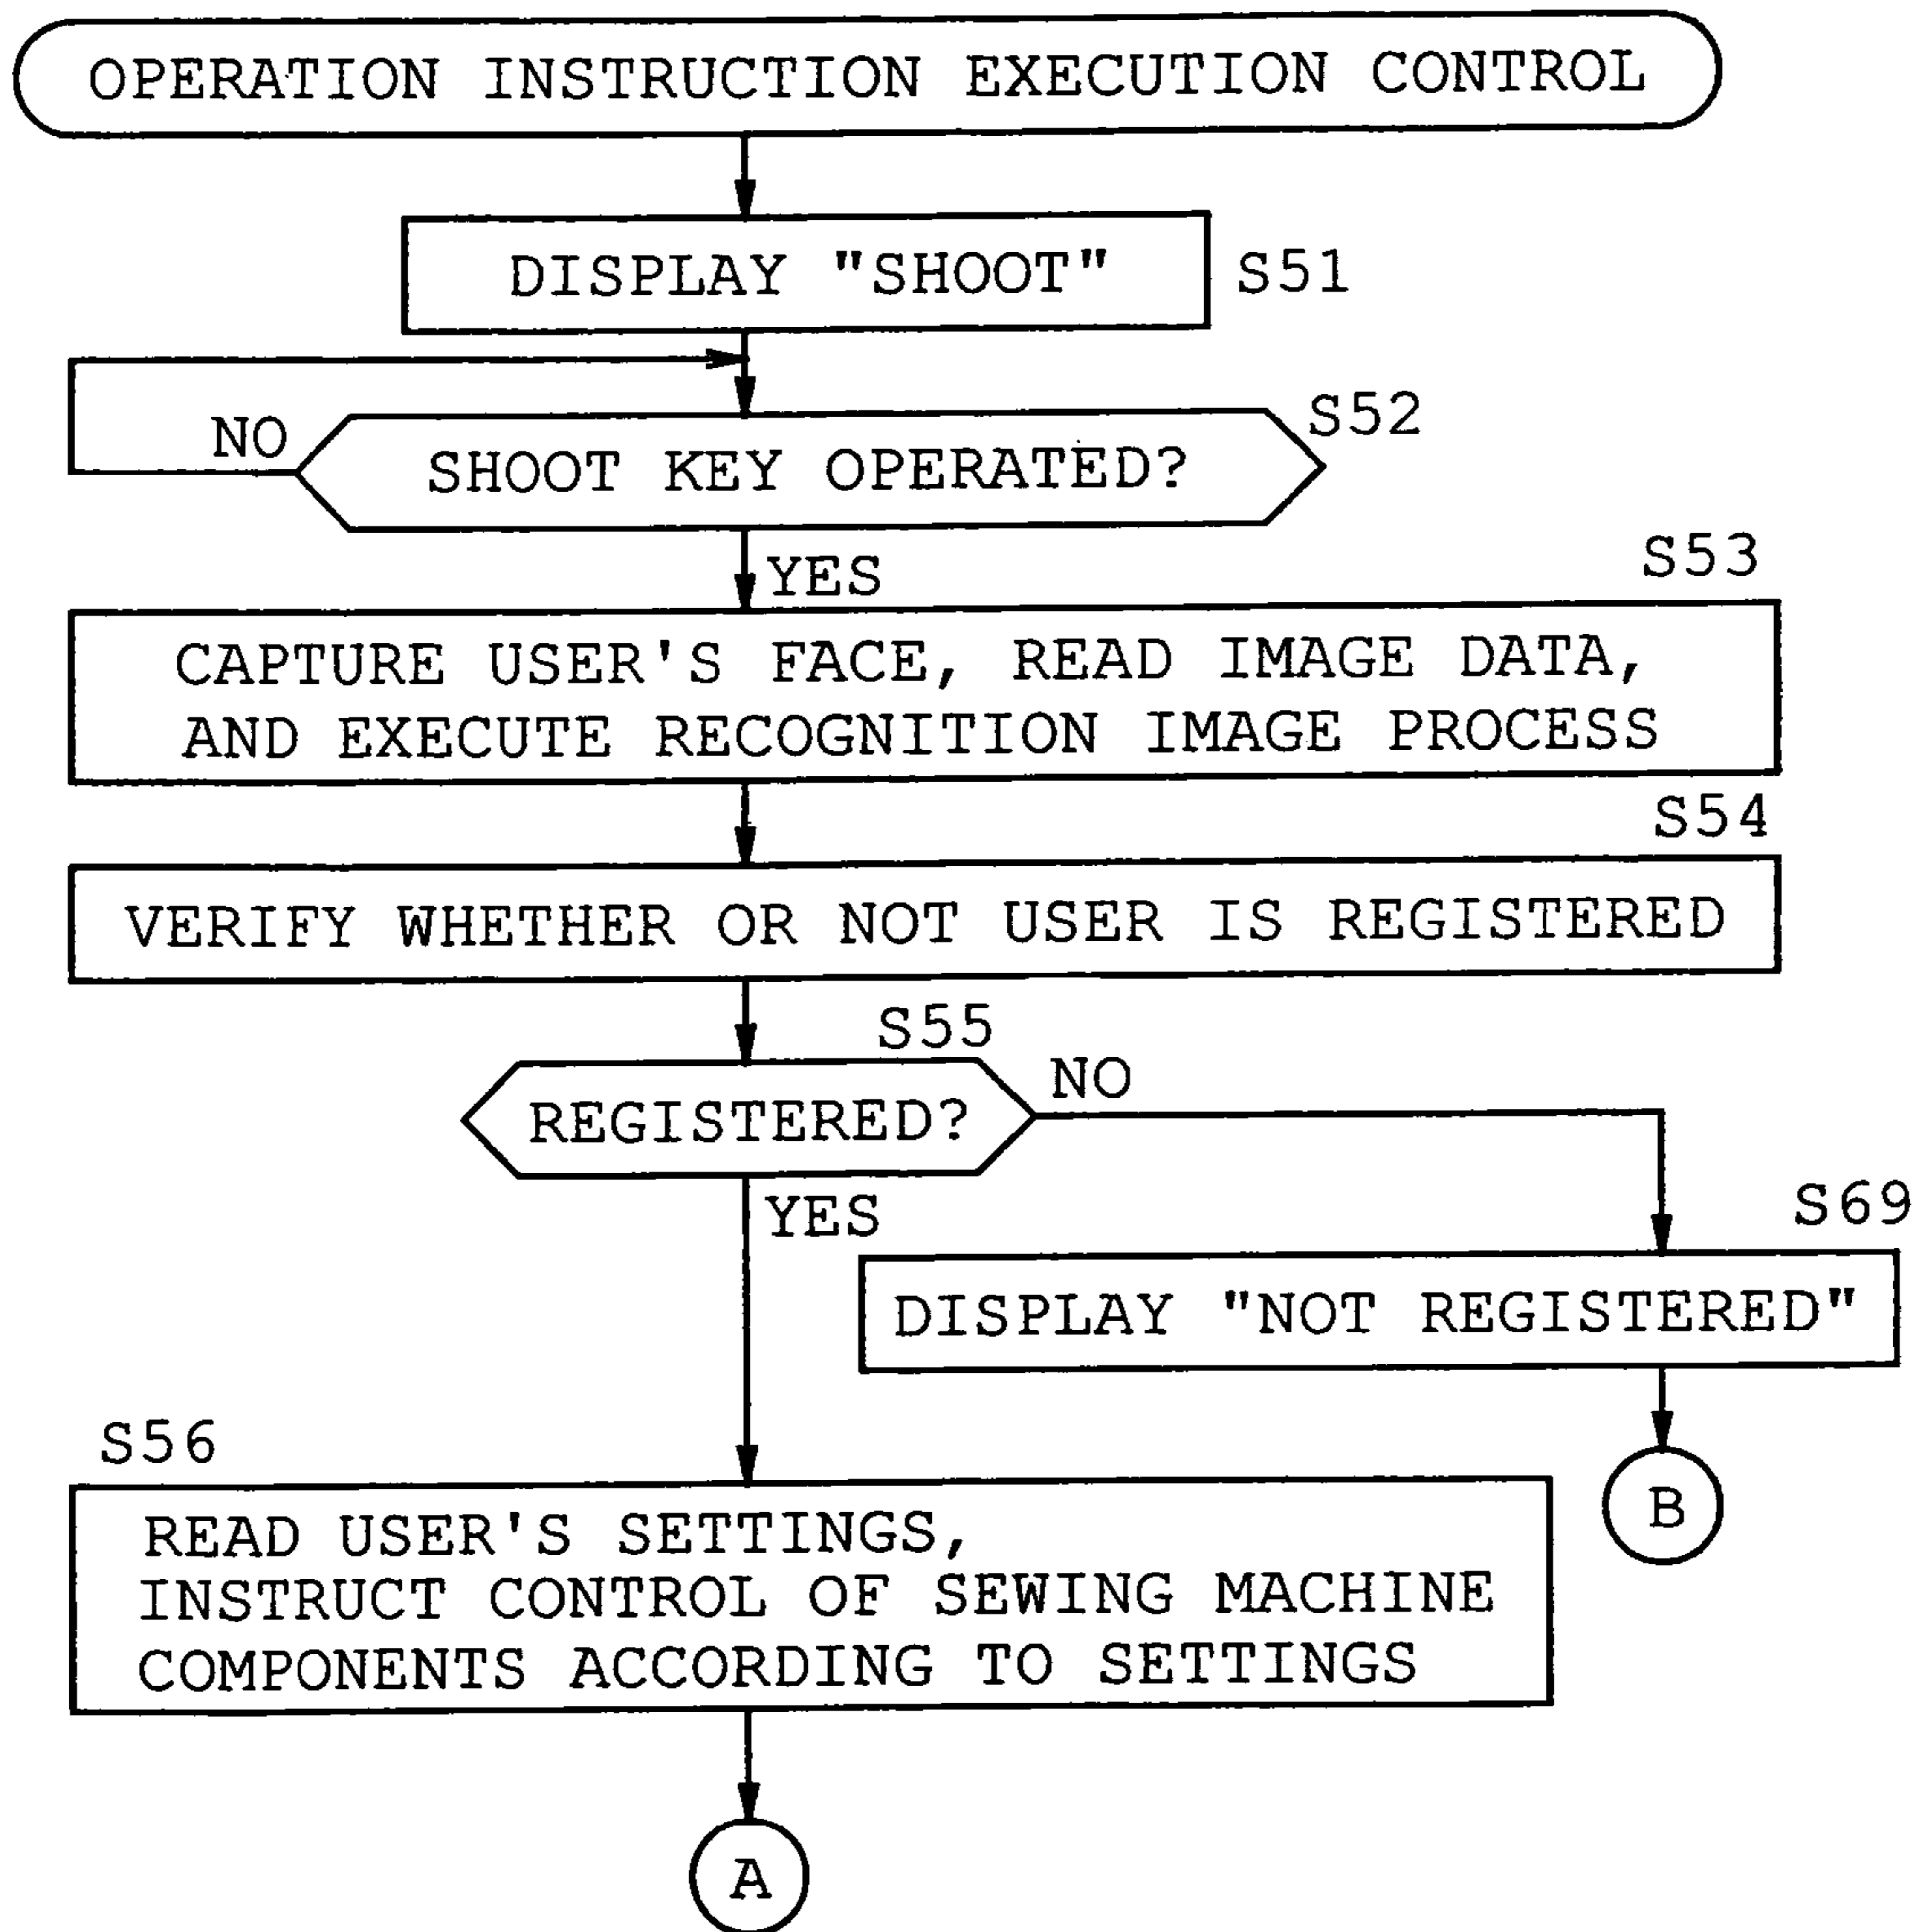 OPERATION INSTRUCTION EXECUTION CONTROL
DISPLAY "SHOOT"
S51
S52
NO
SHOOT KEY OPERATED?
YES
S53
CAPTURE USER'S FACE, READ IMAGE DATA,
AND EXECUTE RECOGNITION IMAGE PROCESS
S54
VERIFY WHETHER OR NOT USER IS REGISTERED
S55
REGISTERED?
NO
YES
S69
DISPLAY "NOT REGISTERED"
B
S56
READ USER'S SETTINGS,
INSTRUCT CONTROL OF SEWING MACHINE
COMPONENTS ACCORDING TO SETTINGS
A